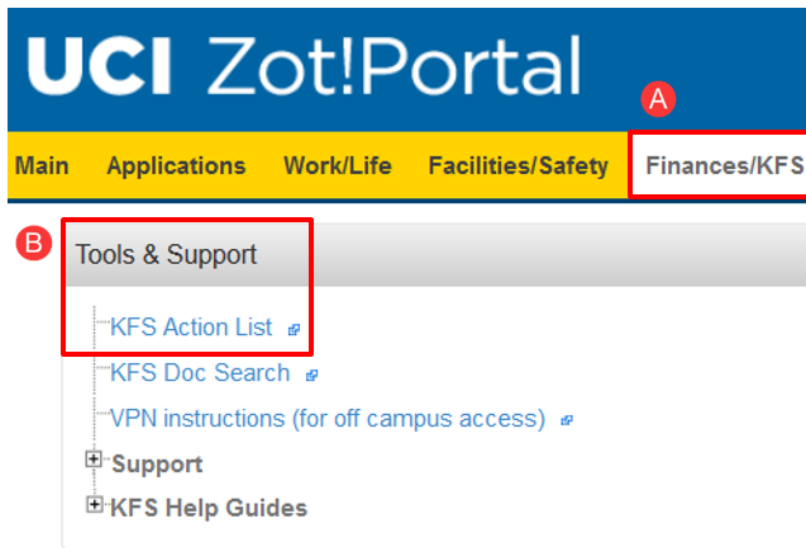 UCI Zot!Portal
A
Main Applications Work/Life Facilities/Safety Finances/KFS
B
Tools & Support
KFS Action List
KFS Doc Search
VPN instructions (for off campus access)
Support
KFS Help Guides